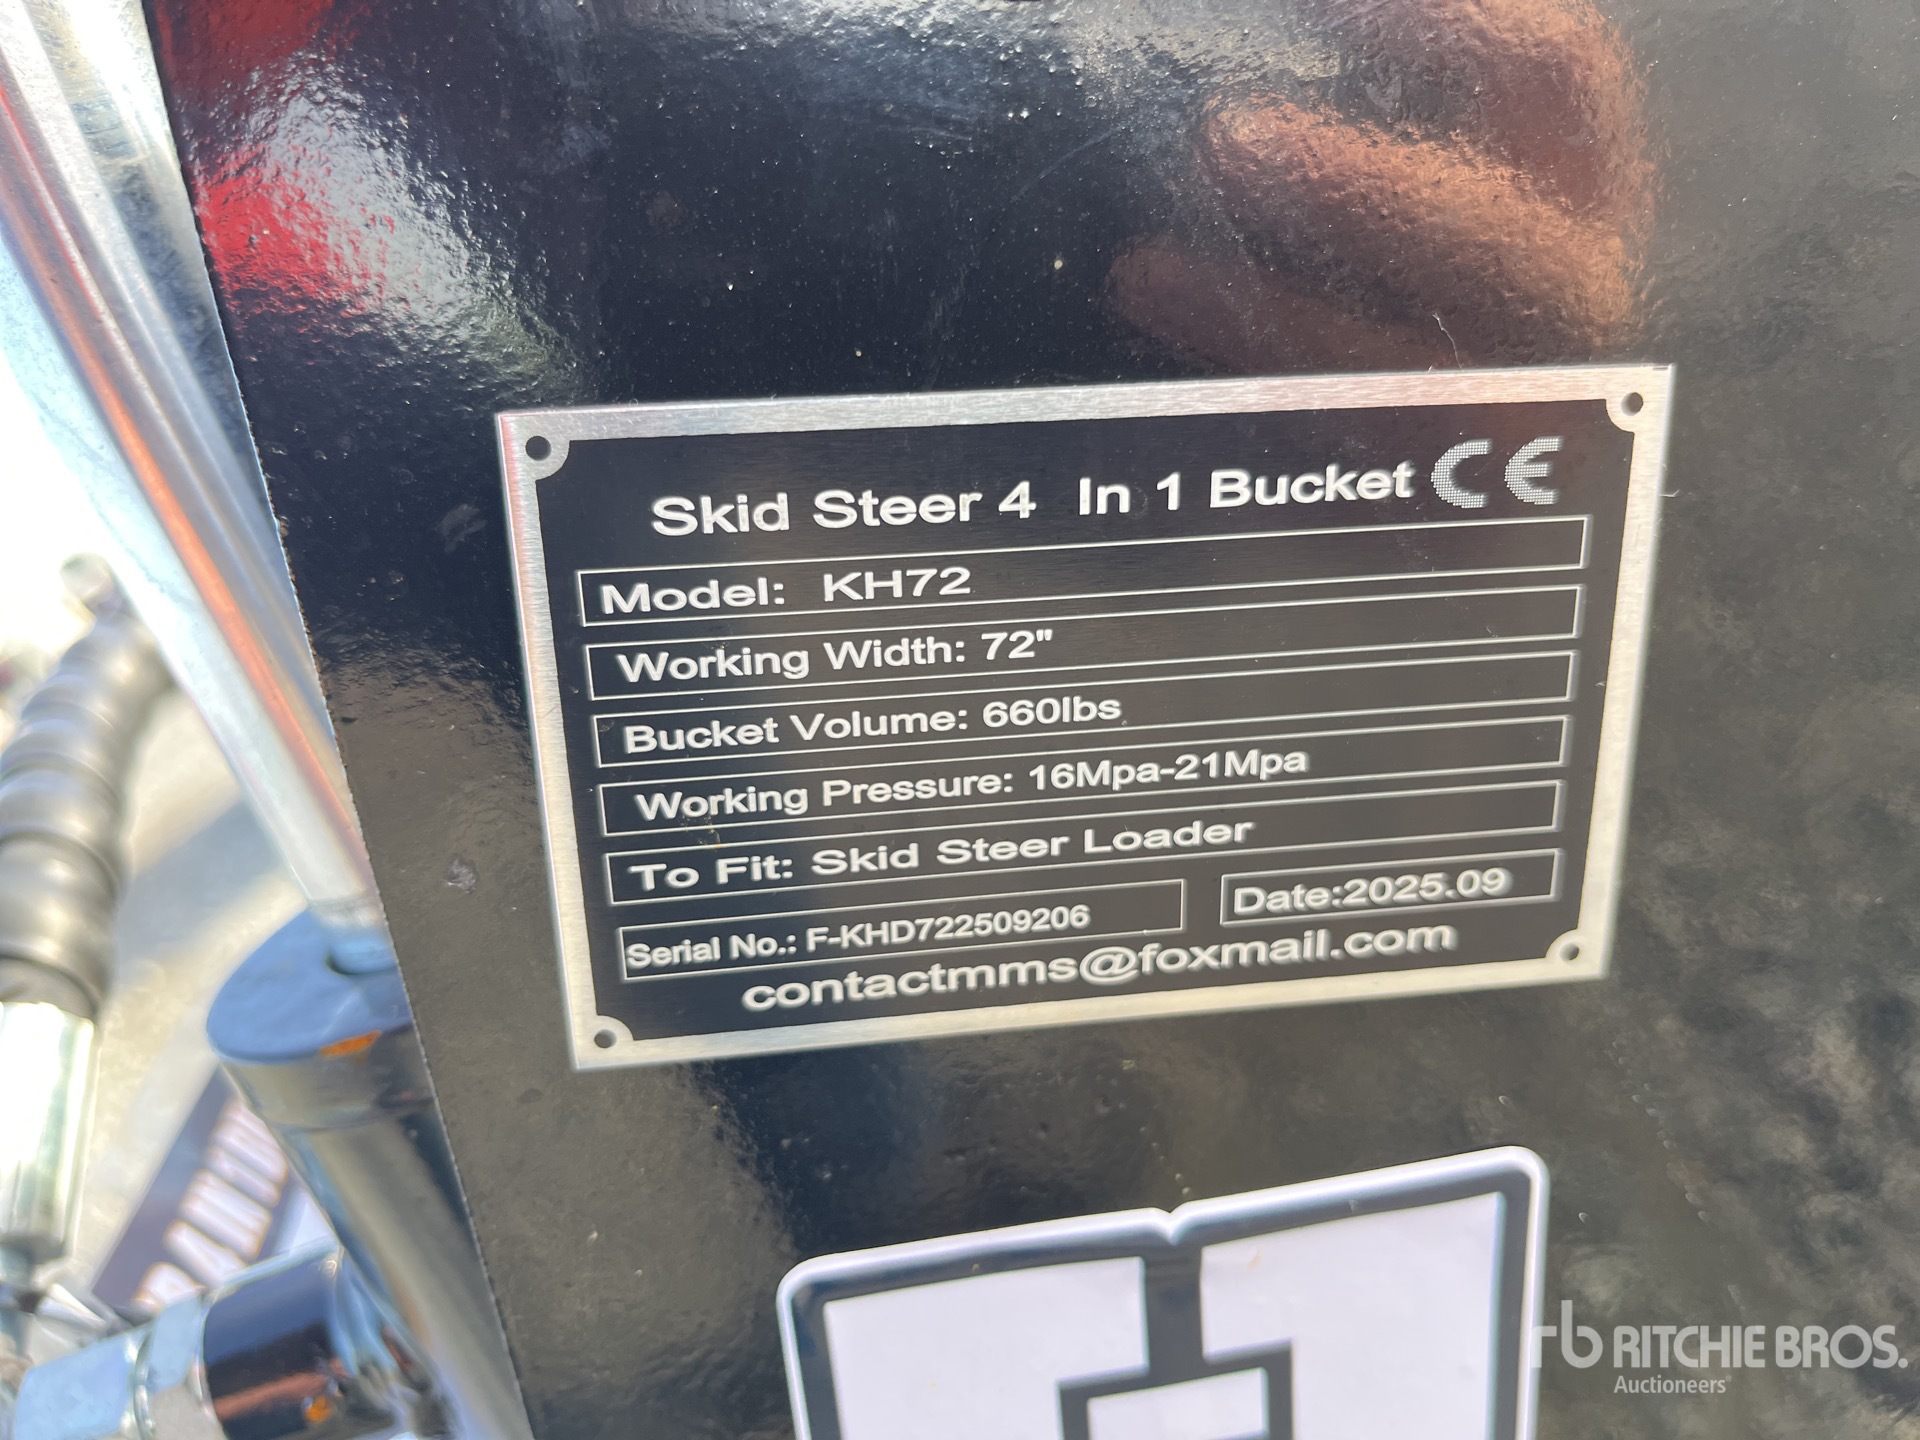 Skid Steer 4 In 1 Bucket CE
Model: KH72
Working Width: 72"
Bucket Volume: 660lbs
Working Pressure: 16Mpa-21Mpa
To Fit: Skid Steer Loader
Serial No.: F-KHD722509206 Date:2025.09
contactmms@foxmail.com
rb RITCHIE BROS.
Auctioneers